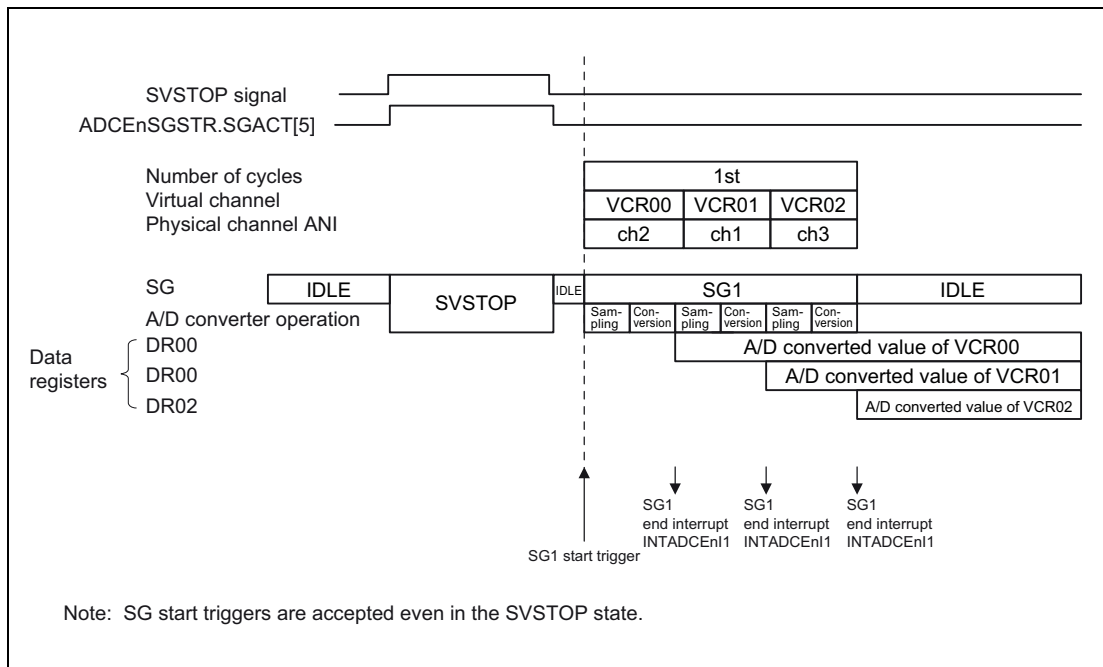 SVSTOP signal
ADCEnSGSTR.SGACT[5]
Number of cycles
1st
Virtual channel
VCR00 VCR01 VCR02
Physical channel ANI
ch2 ch1 ch3
SG
IDLE
SVSTOP
IDLE
SG1
IDLE
A/D converter operation
Sam-
pling
Con-
version
Sam-
pling
Con-
version
Sam-
pling
Con-
version
Data
registers
DR00
A/D converted value of VCR00
DR00
A/D converted value of VCR01
DR02
A/D converted value of VCR02
SG1
end interrupt
INTADCEnI1
SG1
end interrupt
INTADCEnI1
SG1
end interrupt
INTADCEnI1
SG1 start trigger
Note: SG start triggers are accepted even in the SVSTOP state.